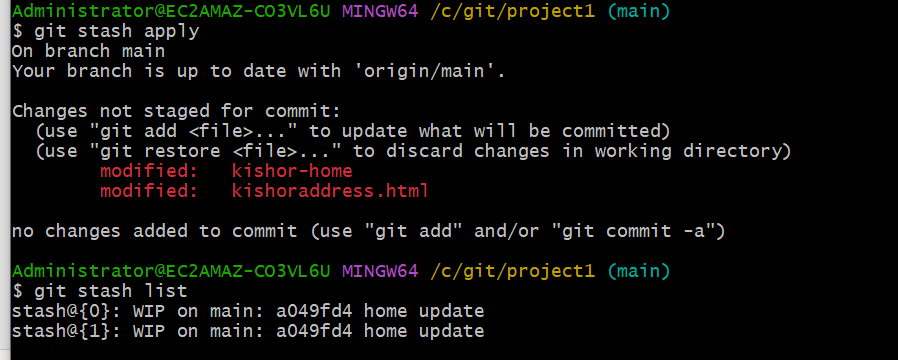 Administrator@EC2AMAZ-CO3VL6U MINGW64 /c/git/project1 (main)
$ git stash apply
On branch main
Your branch is up to date with 'origin/main'.
Changes not staged for commit:
  (use "git add <file>..." to update what will be committed)
  (use "git restore <file>..." to discard changes in working directory)
        modified:   kishor-home
        modified:   kishoraddress.html
no changes added to commit (use "git add" and/or "git commit -a")
Administrator@EC2AMAZ-CO3VL6U MINGW64 /c/git/project1 (main)
$ git stash list
stash@{0}: WIP on main: a049fd4 home update
stash@{1}: WIP on main: a049fd4 home update